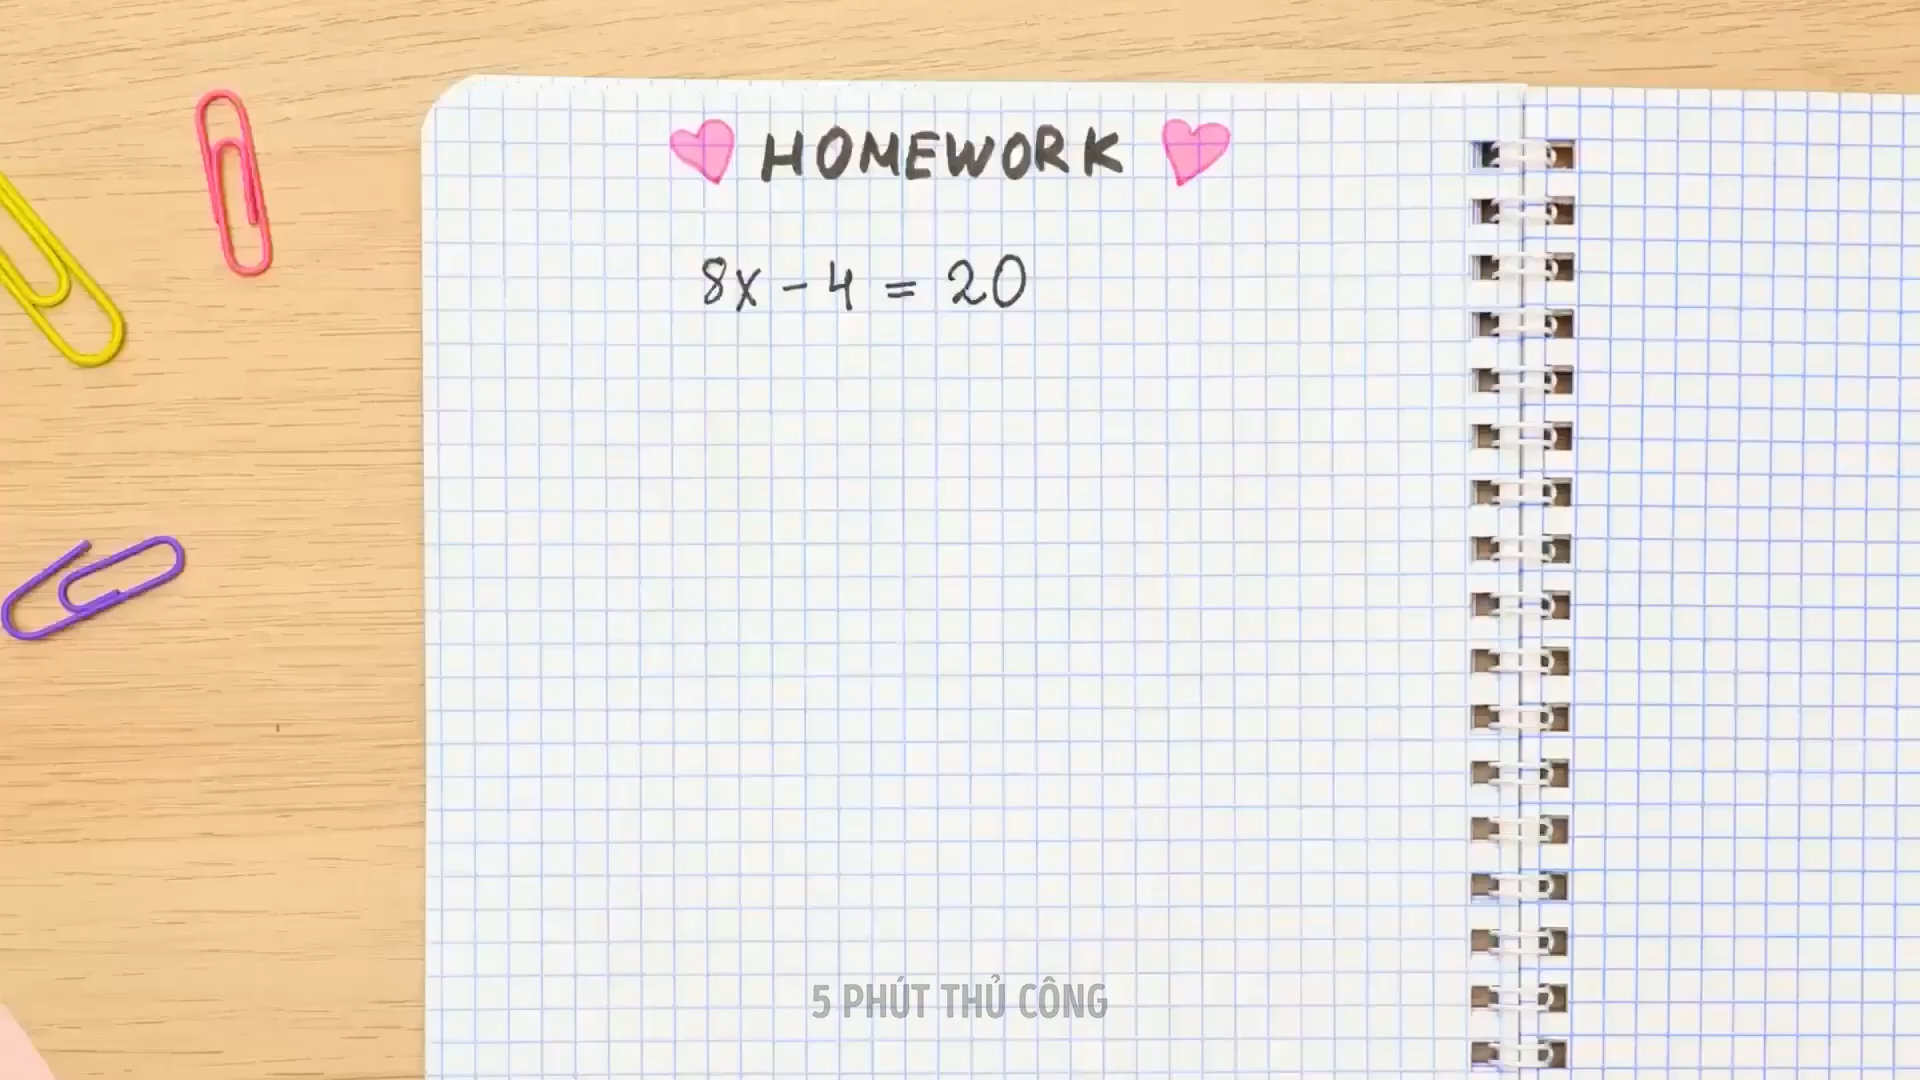 HOMEWORK
8x - 4 = 20
5 PHÚT THỦ CÔNG